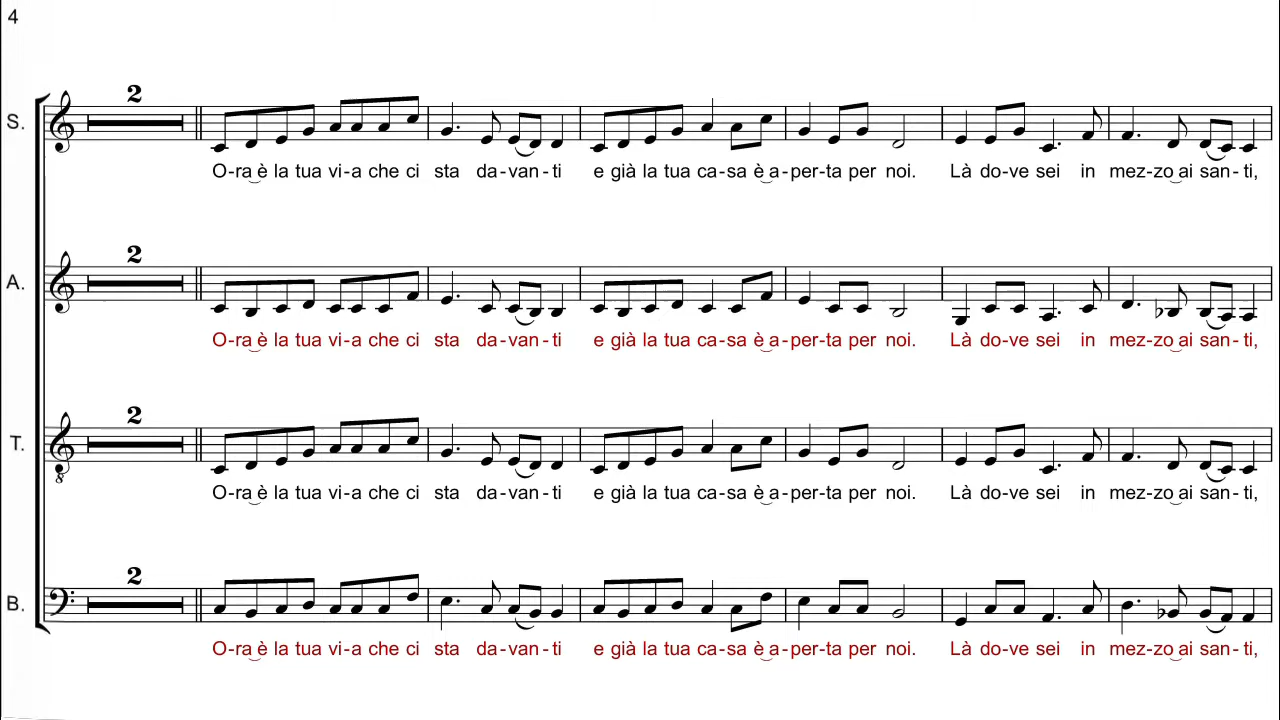 4
2
S.
O-ra è la tua vi-a che ci sta da-van-ti e già la tua ca-sa è a-per-ta per noi. Là do-ve sei in mez-zo ai san-ti,
2
A.
O-ra è la tua vi-a che ci sta da-van-ti e già la tua ca-sa è a-per-ta per noi. Là do-ve sei in mez-zo ai san-ti,
2
T.
8
O-ra è la tua vi-a che ci sta da-van-ti e già la tua ca-sa è a-per-ta per noi. Là do-ve sei in mez-zo ai san-ti,
2
B.
O-ra è la tua vi-a che ci sta da-van-ti e già la tua ca-sa è a-per-ta per noi. Là do-ve sei in mez-zo ai san-ti,